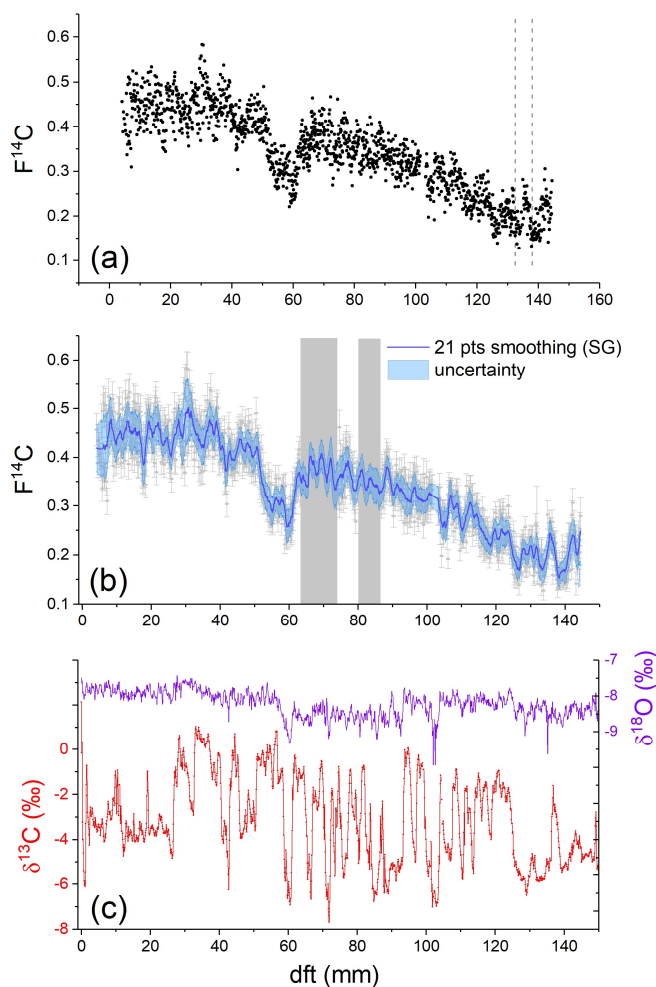 0.6
0.5
0.4
0.3
0.2
0.1
F¹⁴C
(a)
0 20 40 60 80 100 120 140 160
0.6
0.5
0.4
0.3
0.2
0.1
F¹⁴C
21 pts smoothing (SG)
uncertainty
(b)
0 20 40 60 80 100 120 140
0
-2
-4
-6
-8
δ¹³C (‰)
-7
-8
-9
δ¹⁸O (‰)
(c)
0 20 40 60 80 100 120 140
dft (mm)